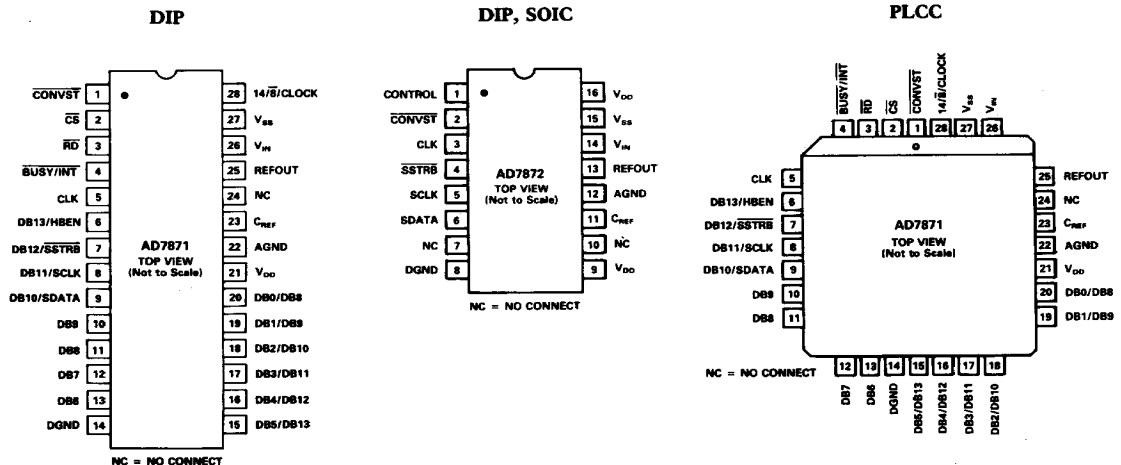 DIP
CONVST 1
CS 2
RD 3
BUSY/INT 4
CLK 5
DB13/HBEN 6
DB12/SSTRB 7
DB11/SCLK 8
DB10/SDATA 9
DB9 10
DB8 11
DB7 12
DB6 13
DGND 14
AD7871
TOP VIEW
(Not to Scale)
28 14/8/CLOCK
27 VSS
26 VIN
25 REFOUT
24 NC
23 CREF
22 AGND
21 VDD
20 DB0/DB8
19 DB1/DB9
18 DB2/DB10
17 DB3/DB11
16 DB4/DB12
15 DB5/DB13
NC = NO CONNECT
DIP, SOIC
CONTROL 1
CONVST 2
CLK 3
SSTRB 4
SCLK 5
SDATA 6
NC 7
DGND 8
AD7872
TOP VIEW
(Not to Scale)
16 VDD
15 VSS
14 VIN
13 REFOUT
12 AGND
11 CREF
10 NC
9 VDD
NC = NO CONNECT
PLCC
BUSY/INT 4
RD 3
CS 2
CONVST 1
14/8/CLOCK 28
VSS 27
VIN 26
CLK 5
DB13/HBEN 6
DB12/SSTRB 7
DB11/SCLK 8
DB10/SDATA 9
DB9 10
DB8 11
AD7871
TOP VIEW
(Not to Scale)
25 REFOUT
24 NC
23 CREF
22 AGND
21 VDD
20 DB0/DB8
19 DB1/DB9
12 DB7
13 DB6
14 DGND
15 DB5/DB13
16 DB4/DB12
17 DB3/DB11
18 DB2/DB10
NC = NO CONNECT